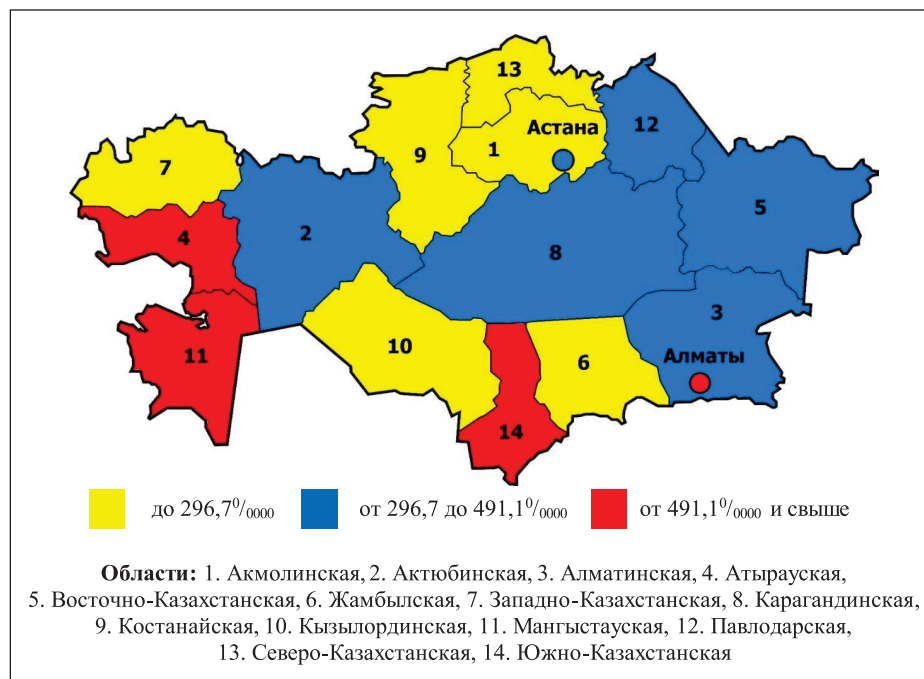 13
Астана
12
1
9
7
5
2
4
8
3
10
11
6
Алматы
14
до 296,7⁰/₀₀₀₀ от 296,7 до 491,1⁰/₀₀₀₀ от 491,1⁰/₀₀₀₀ и свыше
Области: 1. Акмолинская, 2. Актюбинская, 3. Алматинская, 4. Атырауская,
5. Восточно-Казахстанская, 6. Жамбылская, 7. Западно-Казахстанская, 8. Карагандинская,
9. Костанайская, 10. Кызылординская, 11. Мангыстауская, 12. Павлодарская,
13. Северо-Казахстанская, 14. Южно-Казахстанская